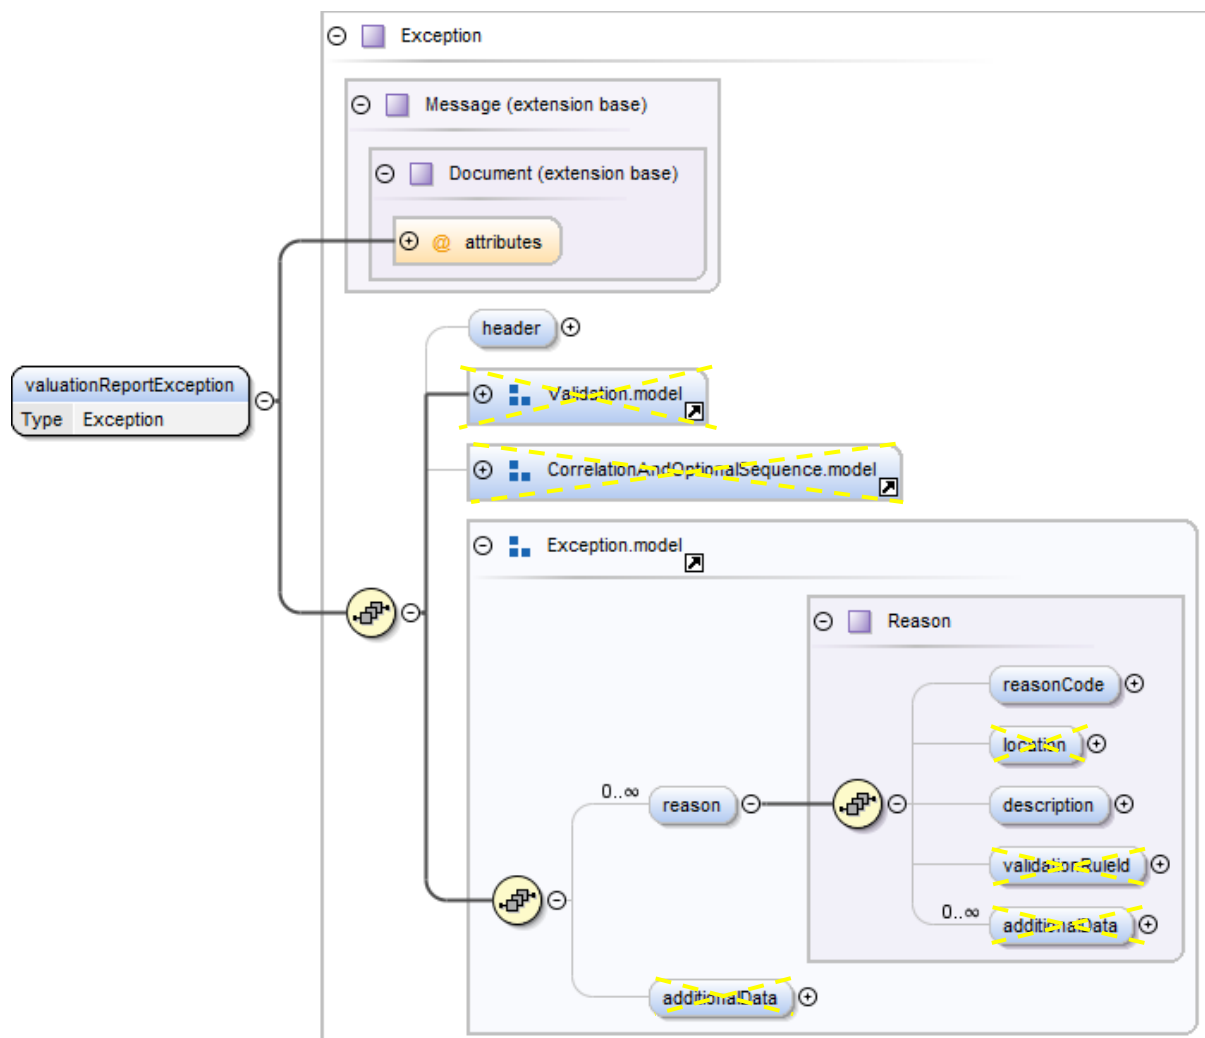 Exception
Message (extension base)
Document (extension base)
@ attributes
header
valuationReportException
Type Exception
Validation.model
CorrelationAndOptionalSequence.model
Exception.model
Reason
reasonCode
location
0..∞
reason
description
validationRuleId
0..∞
additionalData
additionalData